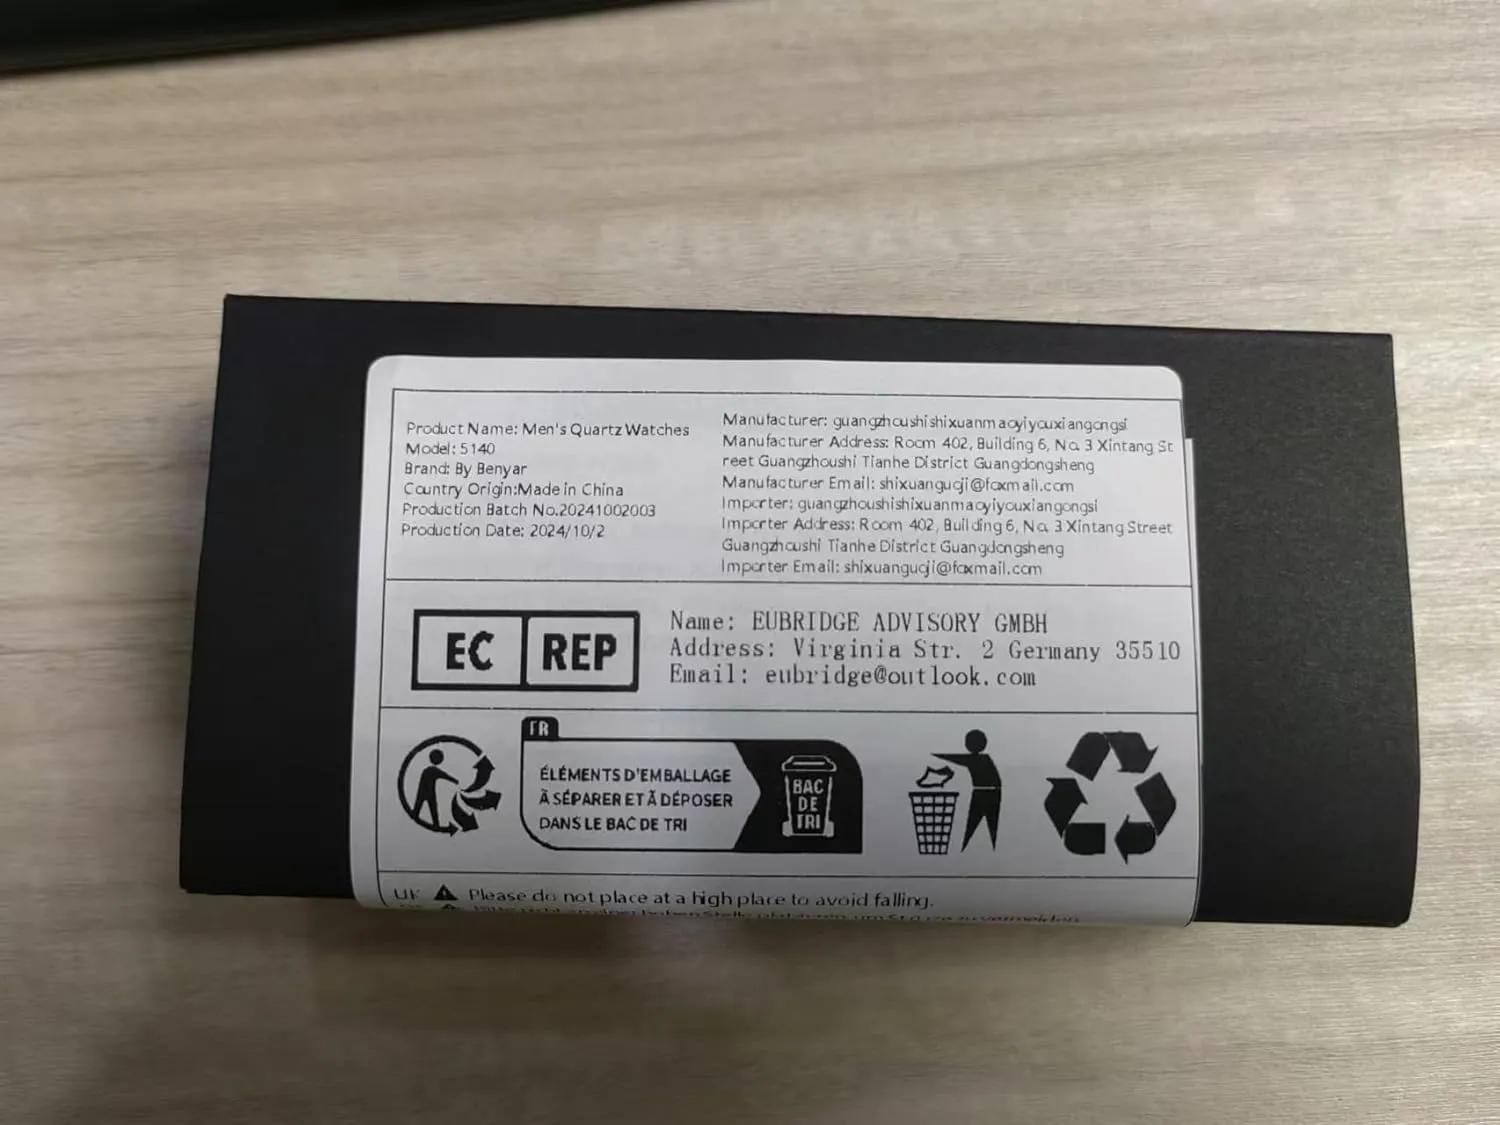 Product Name: Men's Quartz Watches
Model: 5140
Brand: By Benyar
Country Origin:Made in China
Production Batch No.20241002003
Production Date: 2024/10/2
Manufacturer: guangzhoushishixuanmaoyiyouxiangongsi
Manufacturer Address: Room 402, Building 6, No. 3 Xintang St
reet Guangzhoushi Tianhe District Guangdongsheng
Manufacturer Email: shixuanguoji@foxmail.com
Importer: guangzhoushishixuanmaoyiyouxiangongsi
Importer Address: Room 402, Building 6, No. 3 Xintang Street
Guangzhoushi Tianhe District Guangdongsheng
Importer Email: shixuanguoji@foxmail.com
EC REP
Name: EUBRIDGE ADVISORY GMBH
Address: Virginia Str. 2 Germany 35510
Email: eubridge@outlook.com
FR
ÉLÉMENTS D'EMBALLAGE
À SÉPARER ET À DÉPOSER
DANS LE BAC DE TRI
BAC
DE
TRI
UK Please do not place at a high place to avoid falling.